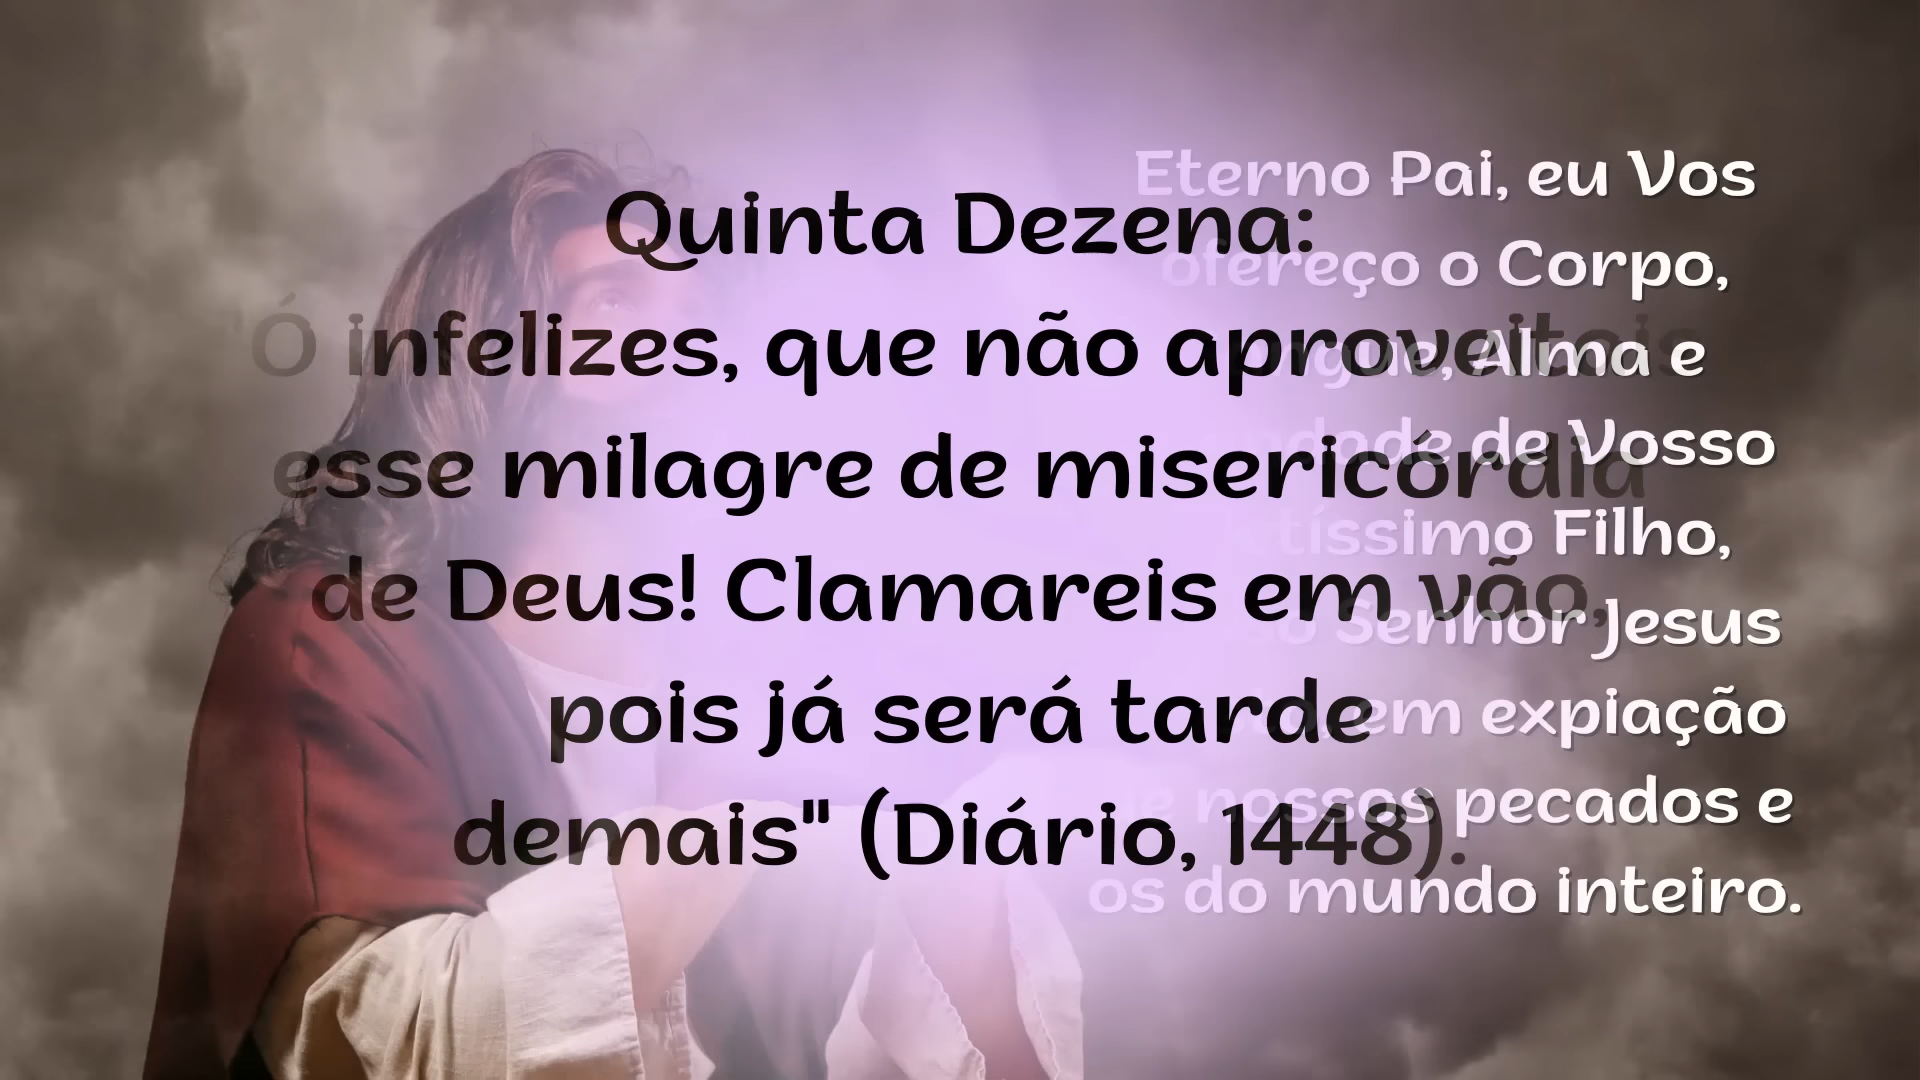 Quinta Dezena:
"Ó infelizes, que não aproveitais
esse milagre de misericórdia
de Deus! Clamareis em vão,
pois já será tarde
demais" (Diário, 1448).
Eterno Pai, eu Vos
ofereço o Corpo,
Alma e
de Vosso
Filho,
Senhor Jesus
em expiação
nossos pecados e
os do mundo inteiro.